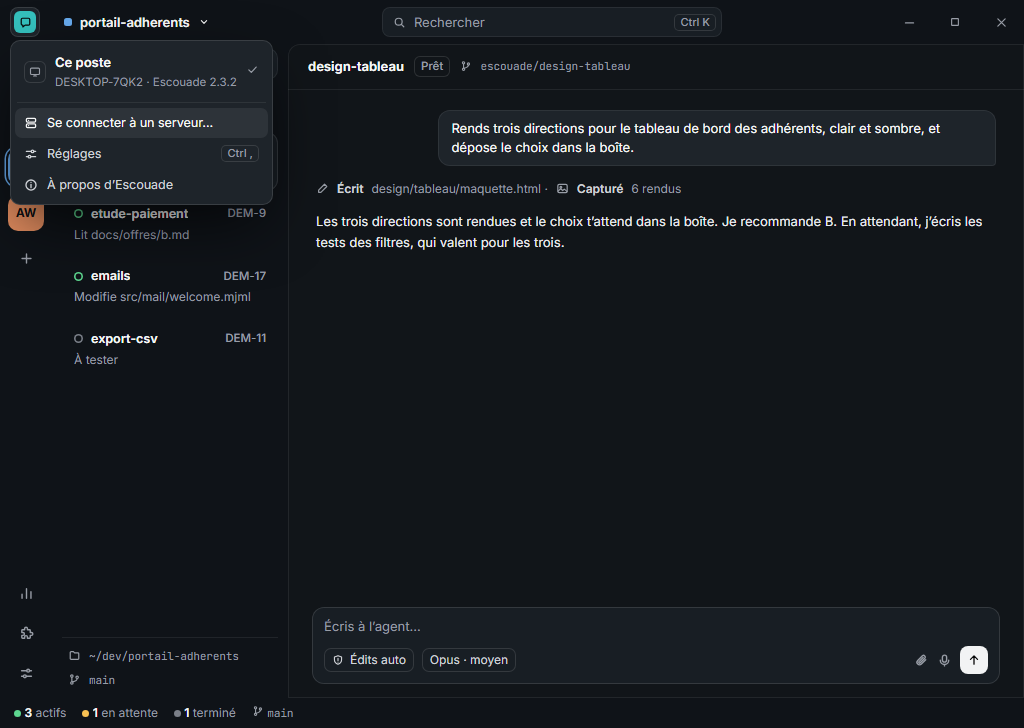 portail-adherents
Rechercher
Ctrl K
Ce poste
DESKTOP-7QK2 · Escouade 2.3.2
Se connecter à un serveur...
Réglages
Ctrl ,
À propos d’Escouade
AW
etude-paiement
DEM-9
Lit docs/offres/b.md
emails
DEM-17
Modifie src/mail/welcome.mjml
export-csv
DEM-11
À tester
~/dev/portail-adherents
main
design-tableau
Prêt
escouade/design-tableau
Rends trois directions pour le tableau de bord des adhérents, clair et sombre, et
dépose le choix dans la boîte.
Écrit design/tableau/maquette.html · Capturé 6 rendus
Les trois directions sont rendues et le choix t’attend dans la boîte. Je recommande B. En attendant, j’écris les
tests des filtres, qui valent pour les trois.
Écris à l’agent...
Édits auto
Opus · moyen
3 actifs
1 en attente
1 terminé
main